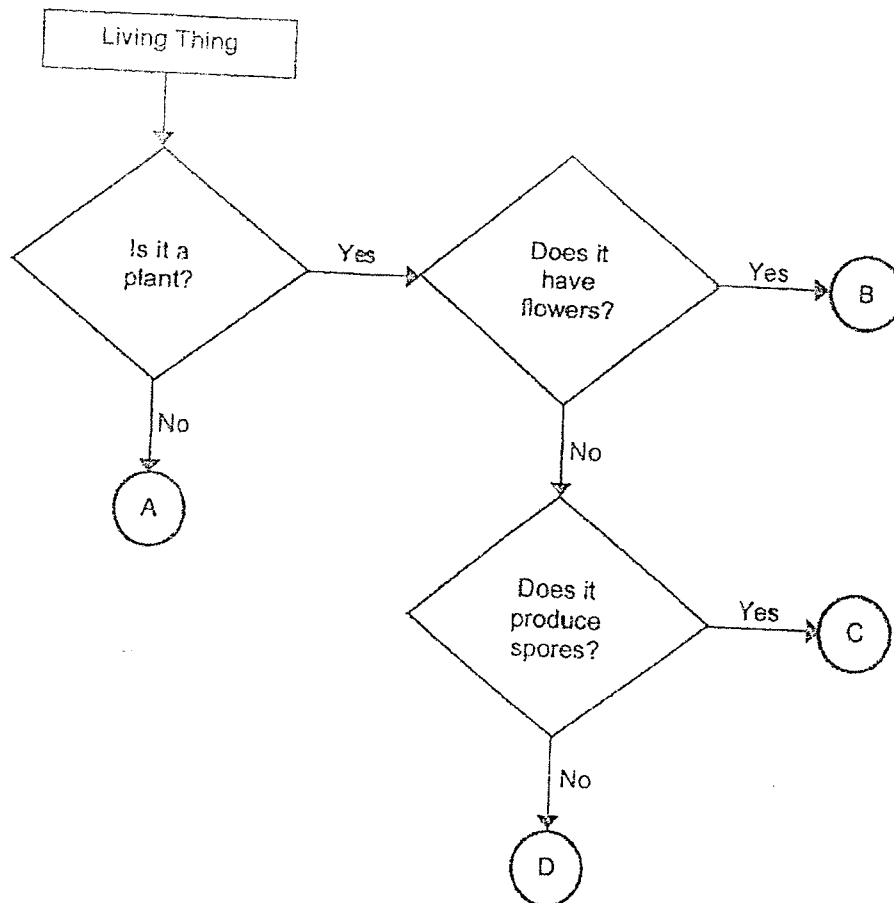 Living Thing
Is it a
plant?
Yes
Does it
have
flowers?
Yes
B
No
A
No
Does it
produce
spores?
Yes
C
No
D